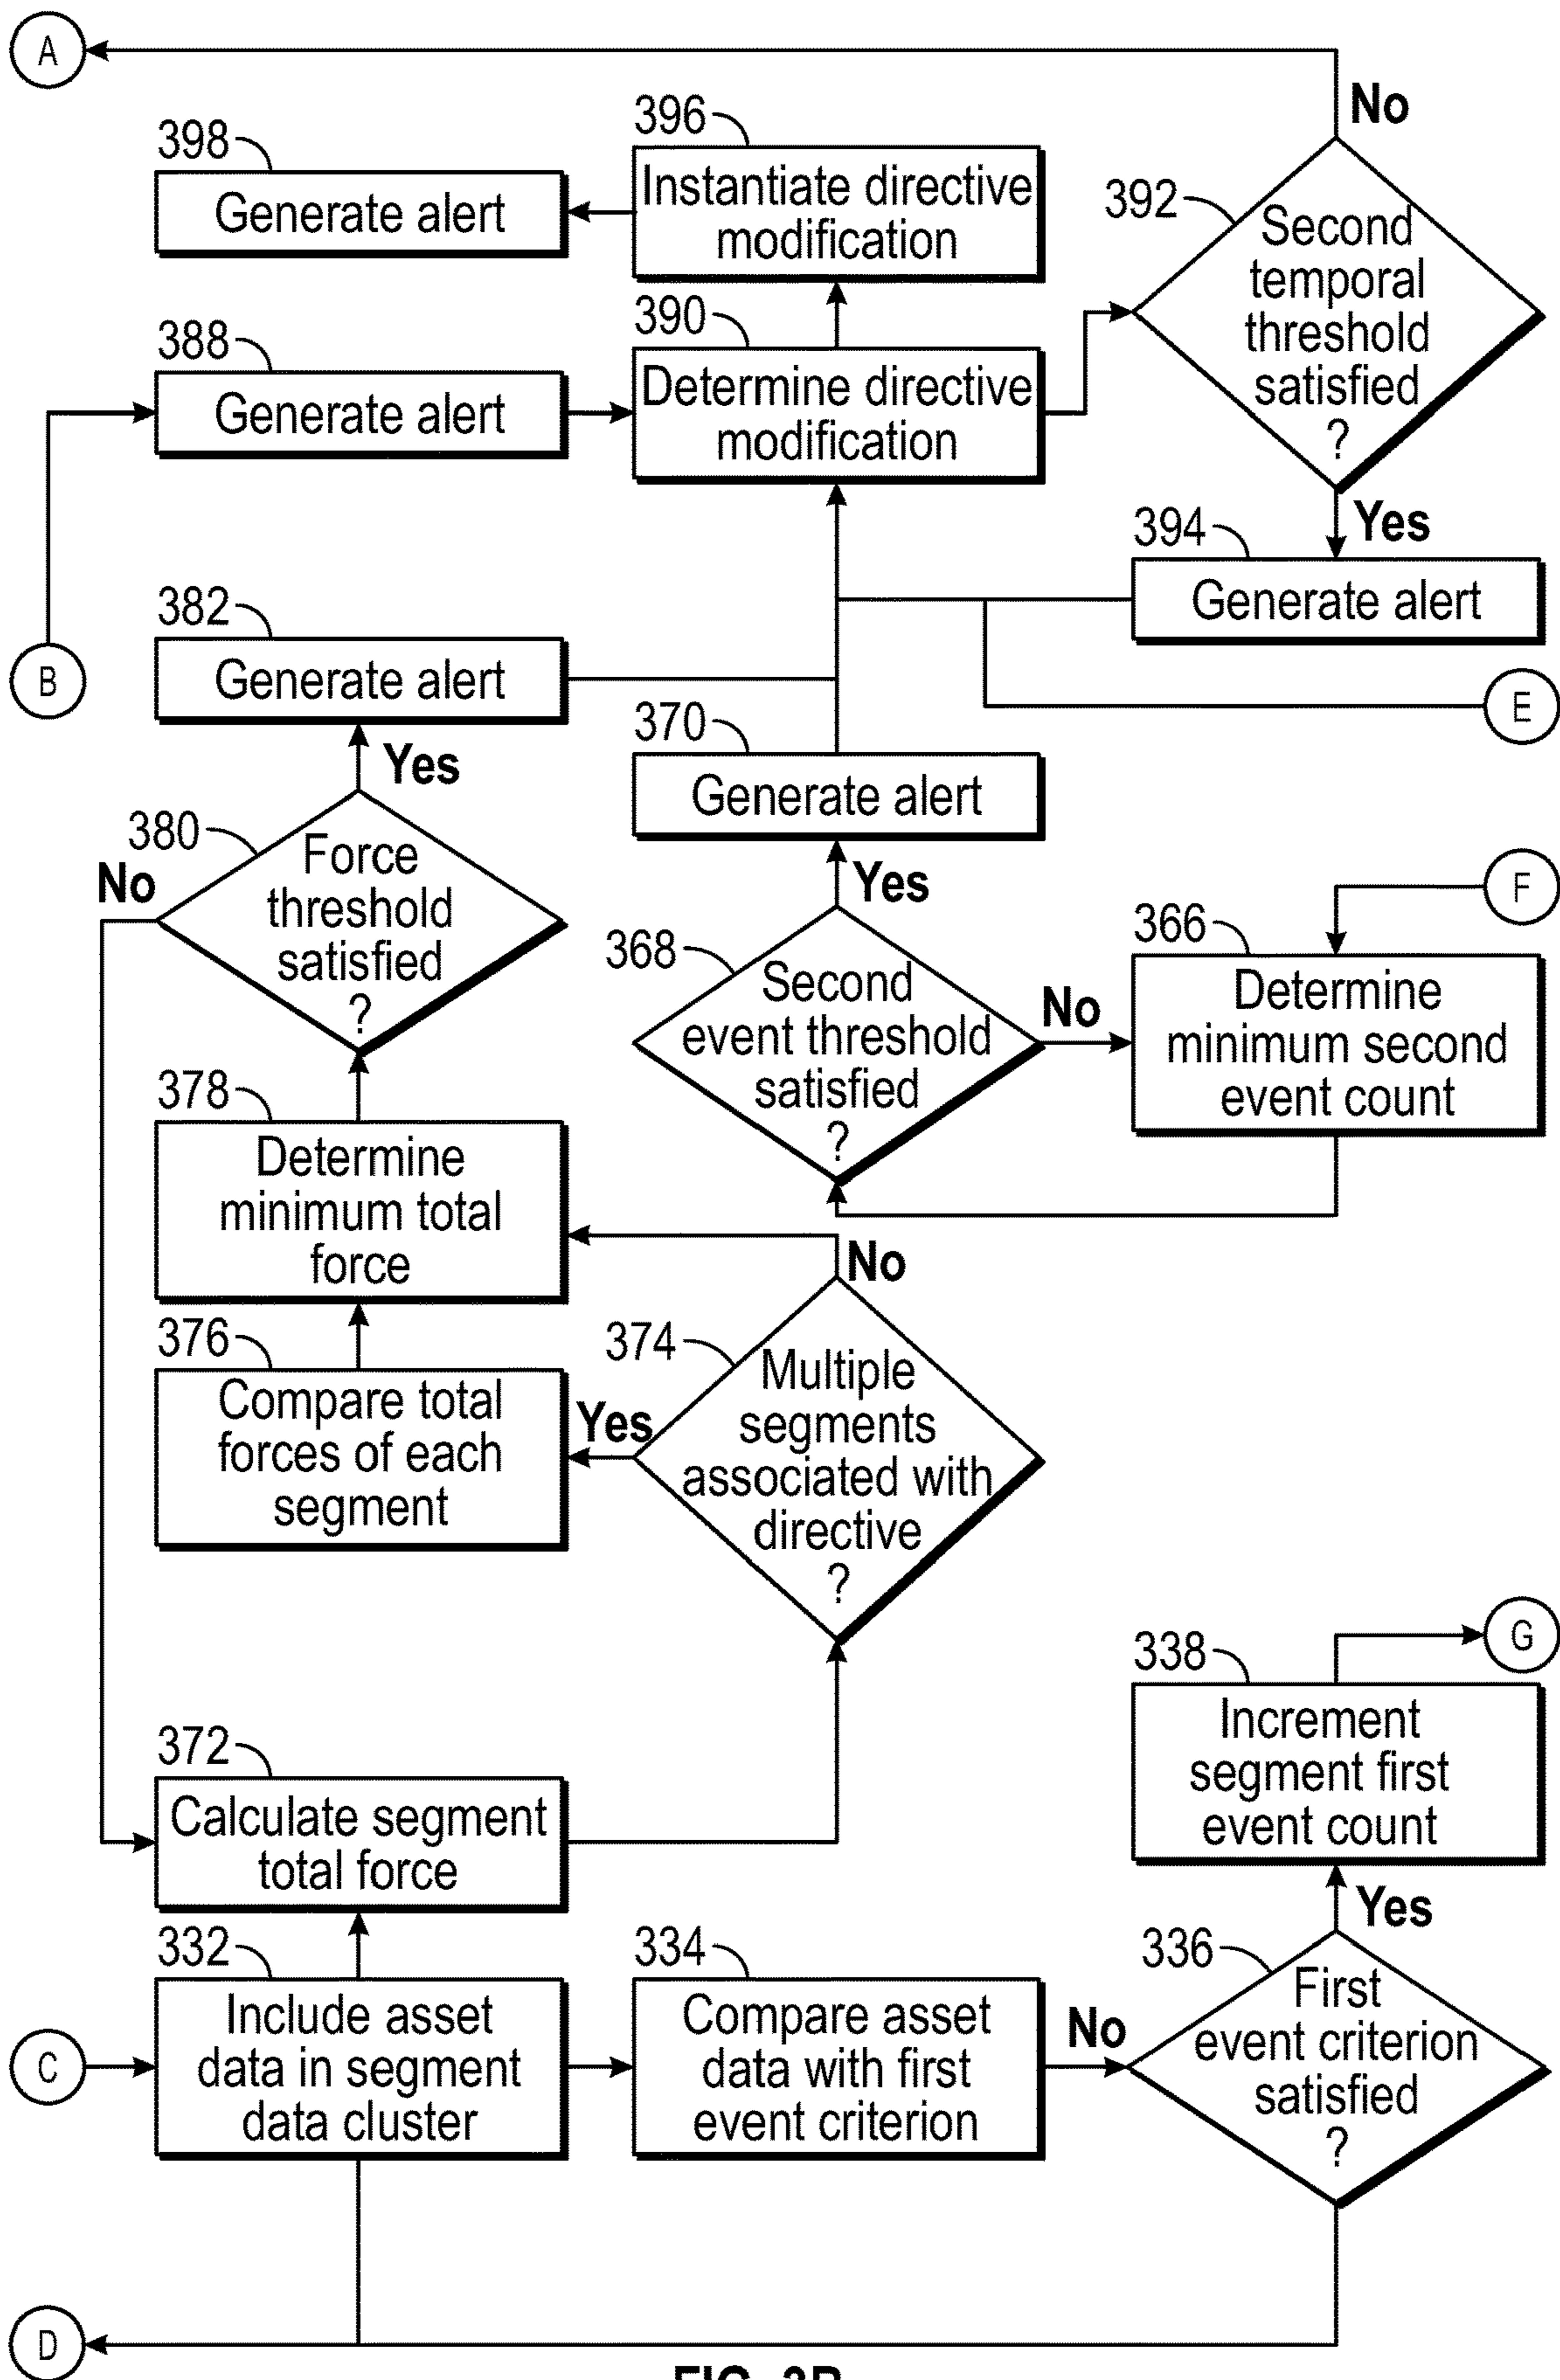 A
No
396
398
Instantiate directive
modification
Generate alert
392
Second
temporal
threshold
satisfied
?
390
388
Determine directive
modification
Generate alert
Yes
394
Generate alert
382
Generate alert
B
E
370
Generate alert
Yes
380
Force
threshold
satisfied
?
No
Yes
F
366
Determine
minimum second
event count
368
Second
event threshold
satisfied
?
No
378
Determine
minimum total
force
No
376
Compare total
forces of each
segment
374
Multiple
segments
associated with
directive
?
Yes
G
338
Increment
segment first
event count
372
Calculate segment
total force
Yes
332
Include asset
data in segment
data cluster
334
Compare asset
data with first
event criterion
336
First
event criterion
satisfied
?
No
C
D
FIG. 3B